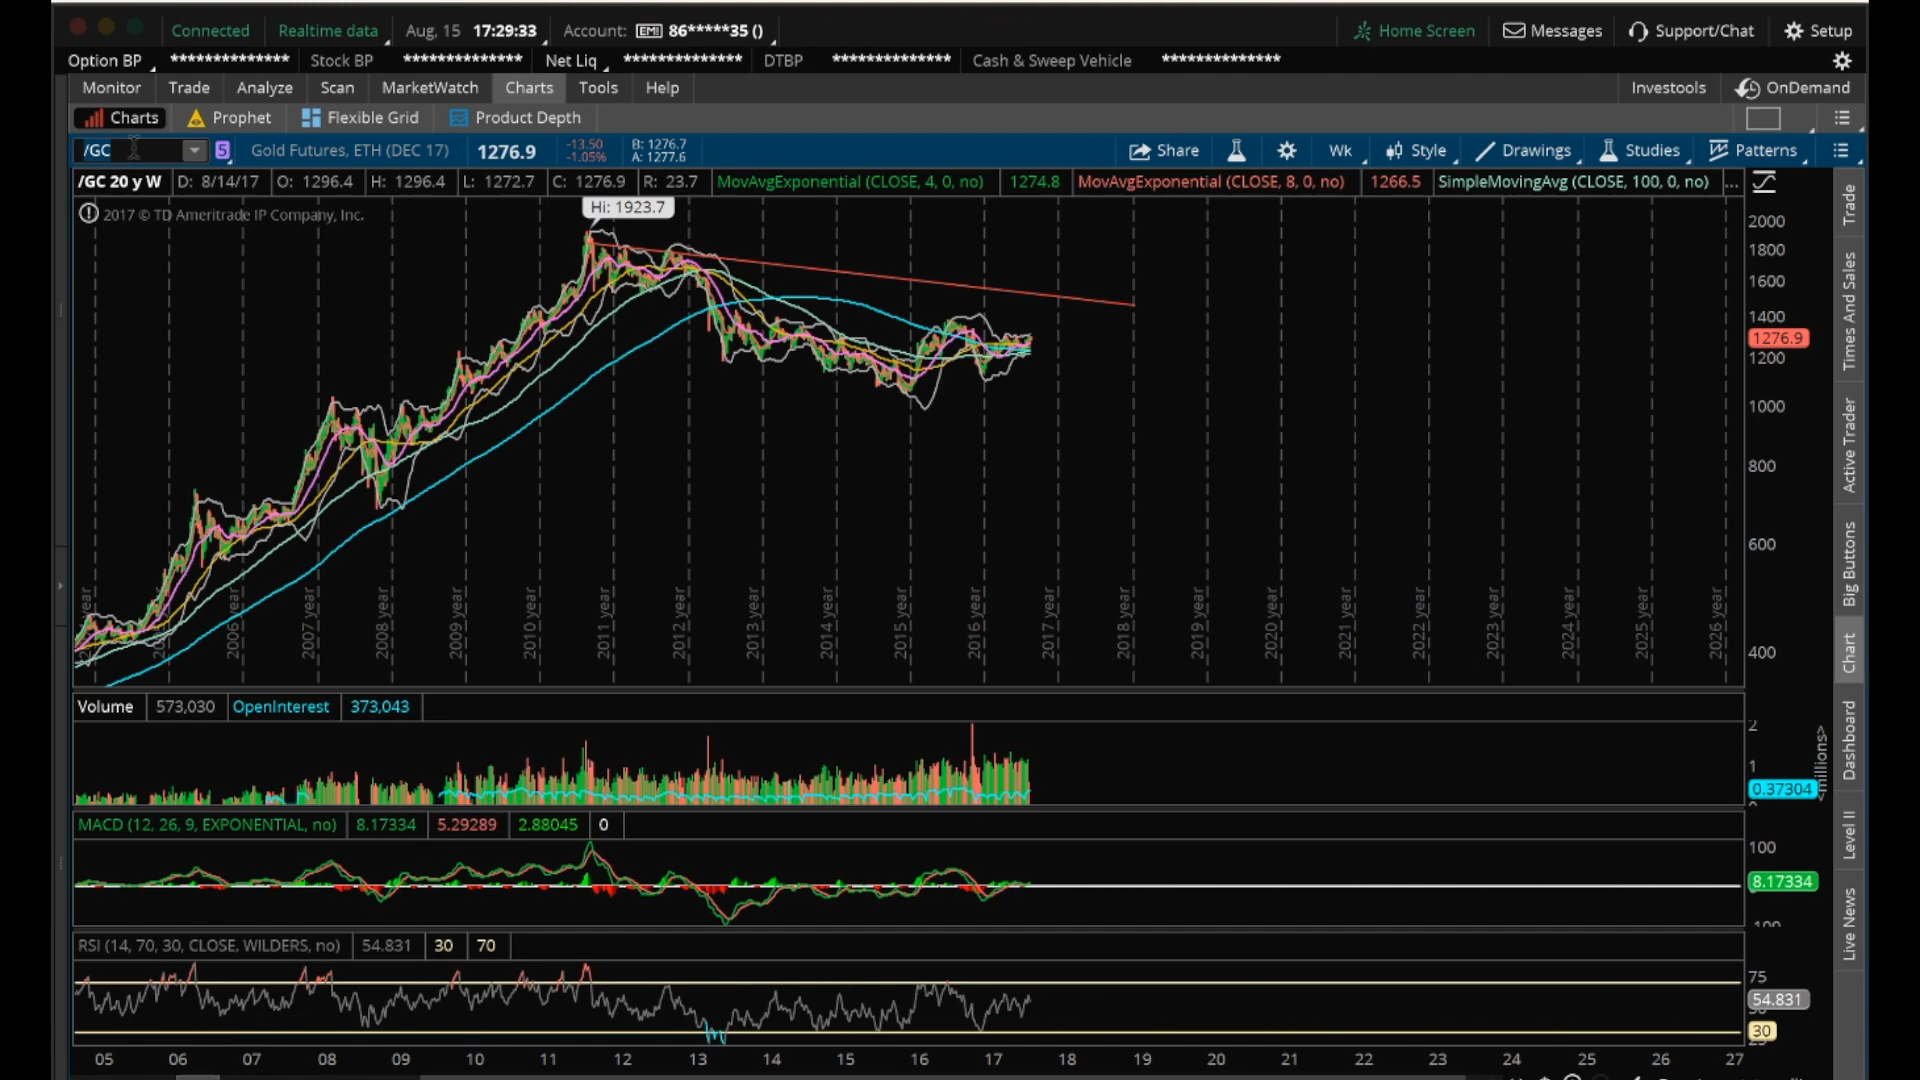 Connected Realtime data Aug, 15 17:29:33 Account: EMI 86*****35 () Home Screen Messages Support/Chat Setup
Option BP ************** Stock BP ************** Net Liq ************** DTBP ************** Cash & Sweep Vehicle **************
Monitor Trade Analyze Scan MarketWatch Charts Tools Help Investools OnDemand
Charts Prophet Flexible Grid Product Depth
/GC 5 Gold Futures, ETH (DEC 17) 1276.9 -13.50 -1.05% B: 1276.7 A: 1277.6 Share Wk Style Drawings Studies Patterns
/GC 20 y W D: 8/14/17 O: 1296.4 H: 1296.4 L: 1272.7 C: 1276.9 R: 23.7 MovAvgExponential (CLOSE, 4, 0, no) 1274.8 MovAvgExponential (CLOSE, 8, 0, no) 1266.5 SimpleMovingAvg (CLOSE, 100, 0, no) ...
2017 © TD Ameritrade IP Company, Inc.
Hi: 1923.7
2000
1800
1600
1400
1276.9
1200
1000
800
600
400
2006 year 2007 year 2008 year 2009 year 2010 year 2011 year 2012 year 2013 year 2014 year 2015 year 2016 year 2017 year 2018 year 2019 year 2020 year 2021 year 2022 year 2023 year 2024 year 2025 year 2026 year
Volume 573,030 OpenInterest 373,043
2
1
0.37304
<millions>
MACD (12, 26, 9, EXPONENTIAL, no) 8.17334 5.29289 2.88045 0
100
8.17334
-100
RSI (14, 70, 30, CLOSE, WILDERS, no) 54.831 30 70
75
54.831
30
05 06 07 08 09 10 11 12 13 14 15 16 17 18 19 20 21 22 23 24 25 26 27
Trade
Times And Sales
Active Trader
Big Buttons
Chart
Dashboard
Level II
Live News